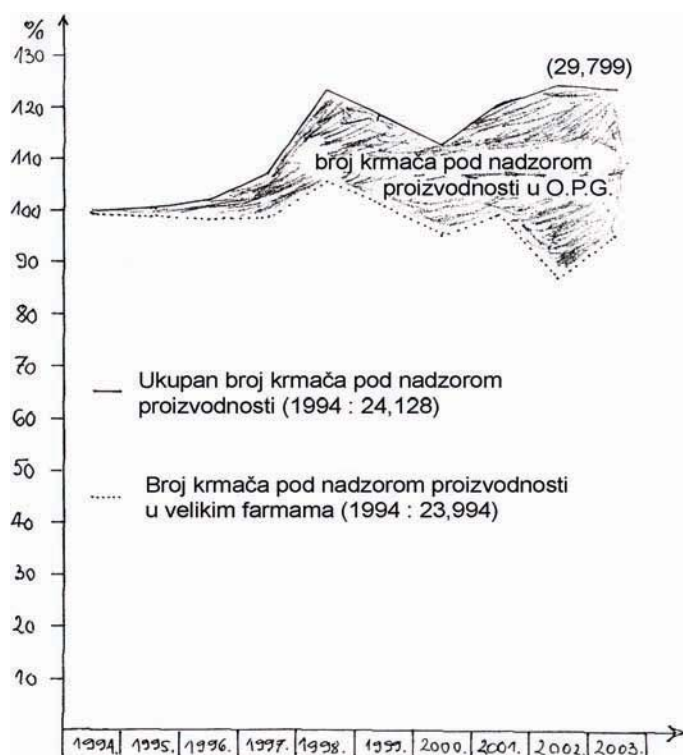 %
130
(29,799)
120
110
broj krmača pod nadzorom
proizvodnosti u O.P.G.
100
90
80
70
Ukupan broj krmača pod nadzorom
proizvodnosti (1994 : 24,128)
60
50
Broj krmača pod nadzorom proizvodnosti
u velikim farmama (1994 : 23,994)
40
30
20
10
1994. 1995. 1996. 1997. 1998. 1999. 2000. 2001. 2002. 2003.